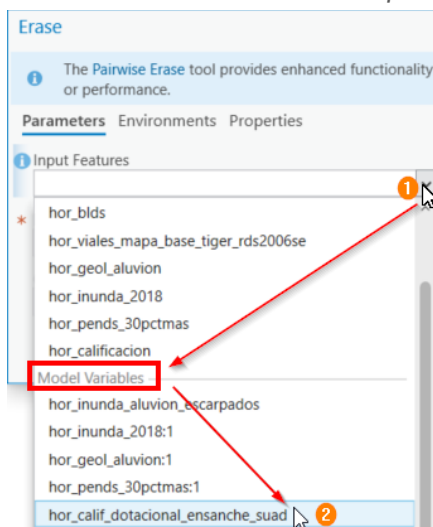 Erase
The Pairwise Erase tool provides enhanced functionality
or performance.
Parameters Environments Properties
Input Features
1
*
hor_blds
hor_viales_mapa_base_tiger_rds2006se
hor_geol_aluvion
hor_inunda_2018
hor_pends_30pctmas
hor_calificacion
Model Variables
hor_inunda_aluvion_escarpados
hor_inunda_2018:1
hor_geol_aluvion:1
hor_pends_30pctmas:1
hor_calif_dotacional_ensanche_suad 2